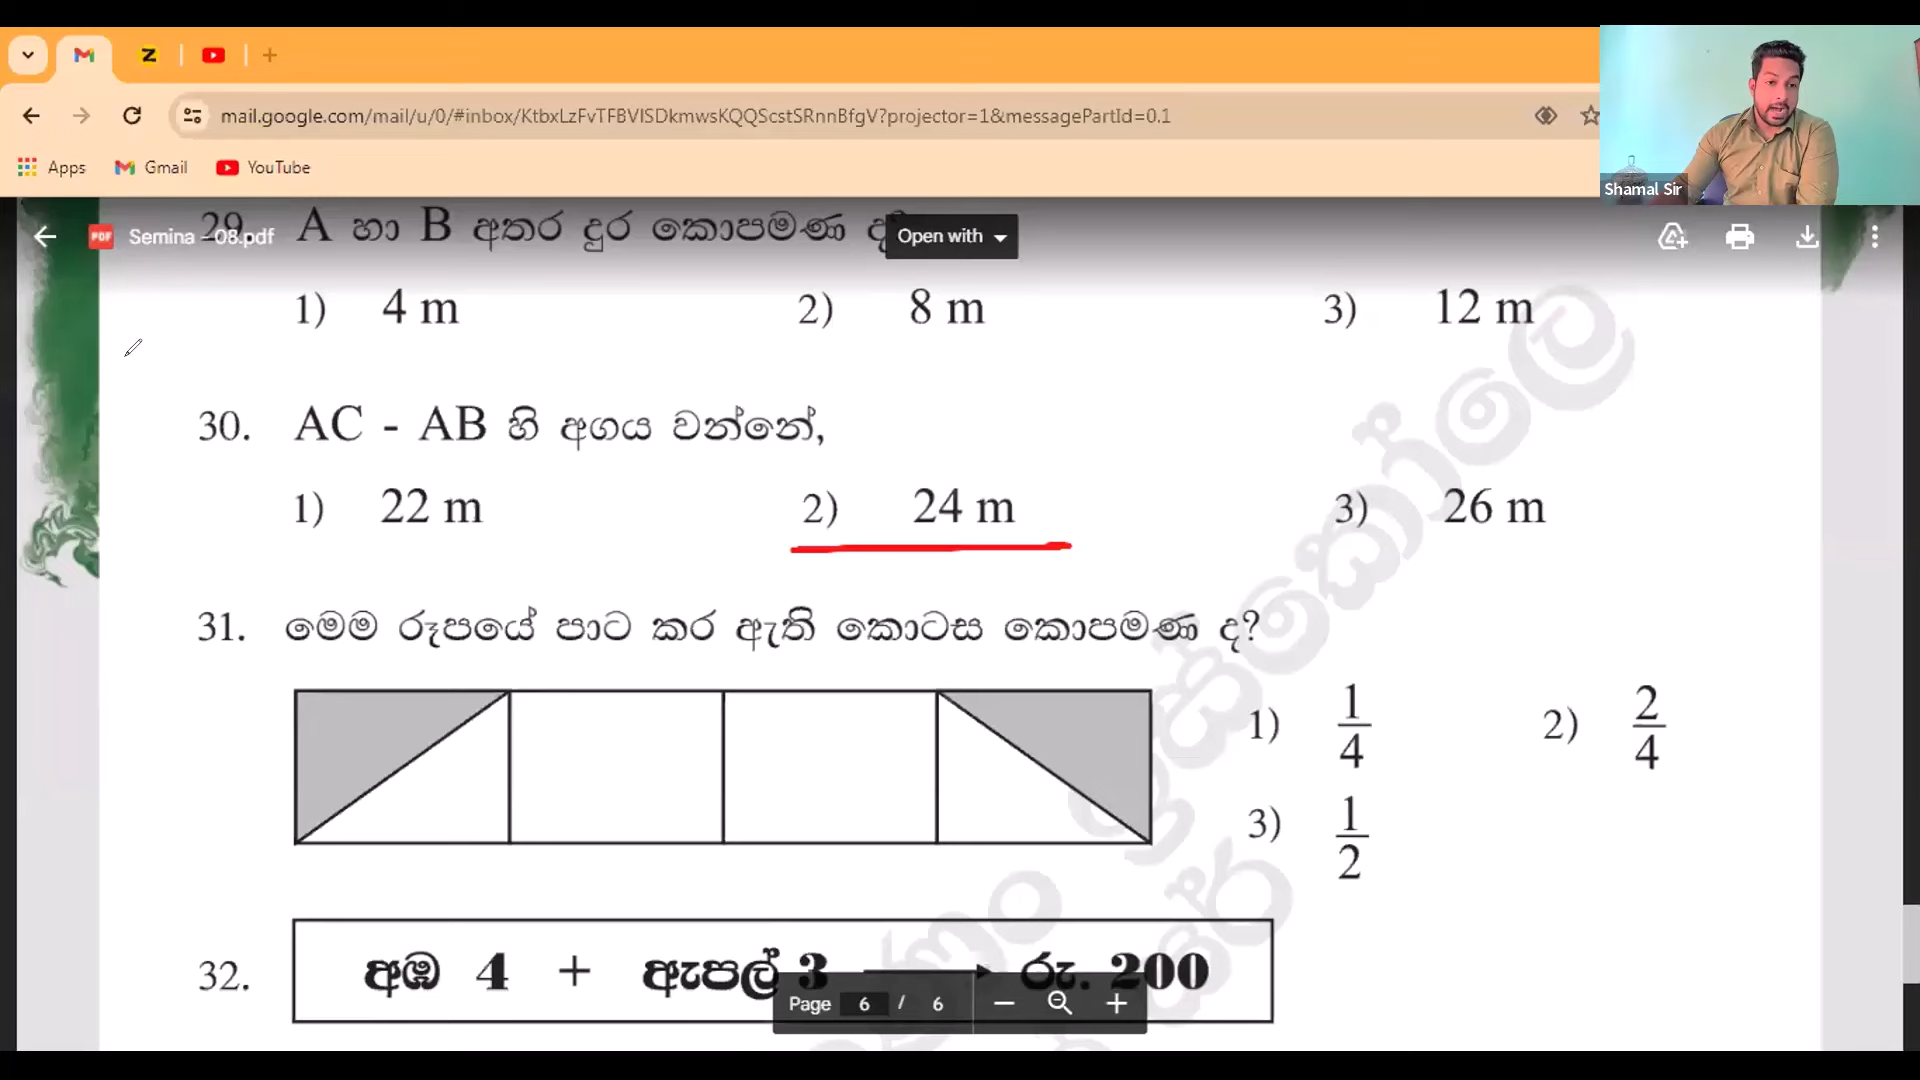 mail.google.com/mail/u/0/#inbox/KtbxLzFvTFBVlSDkmwsKQQScstSRnnBfgV?projector=1&messagePartId=0.1
Apps Gmail YouTube
Shamal Sir
PDF Semina - 08.pdf
Open with
29. A හා B අතර දුර කොපමණ ද?
1) 4 m 2) 8 m 3) 12 m
30. AC - AB හි අගය වන්නේ,
1) 22 m 2) 24 m 3) 26 m
31. මෙම රූපයේ පාට කර ඇති කොටස කොපමණ ද?
1) 1/4 2) 2/4
3) 1/2
32. අඹ 4 + ඇපල් 3 → රු. 200
Page 6 / 6